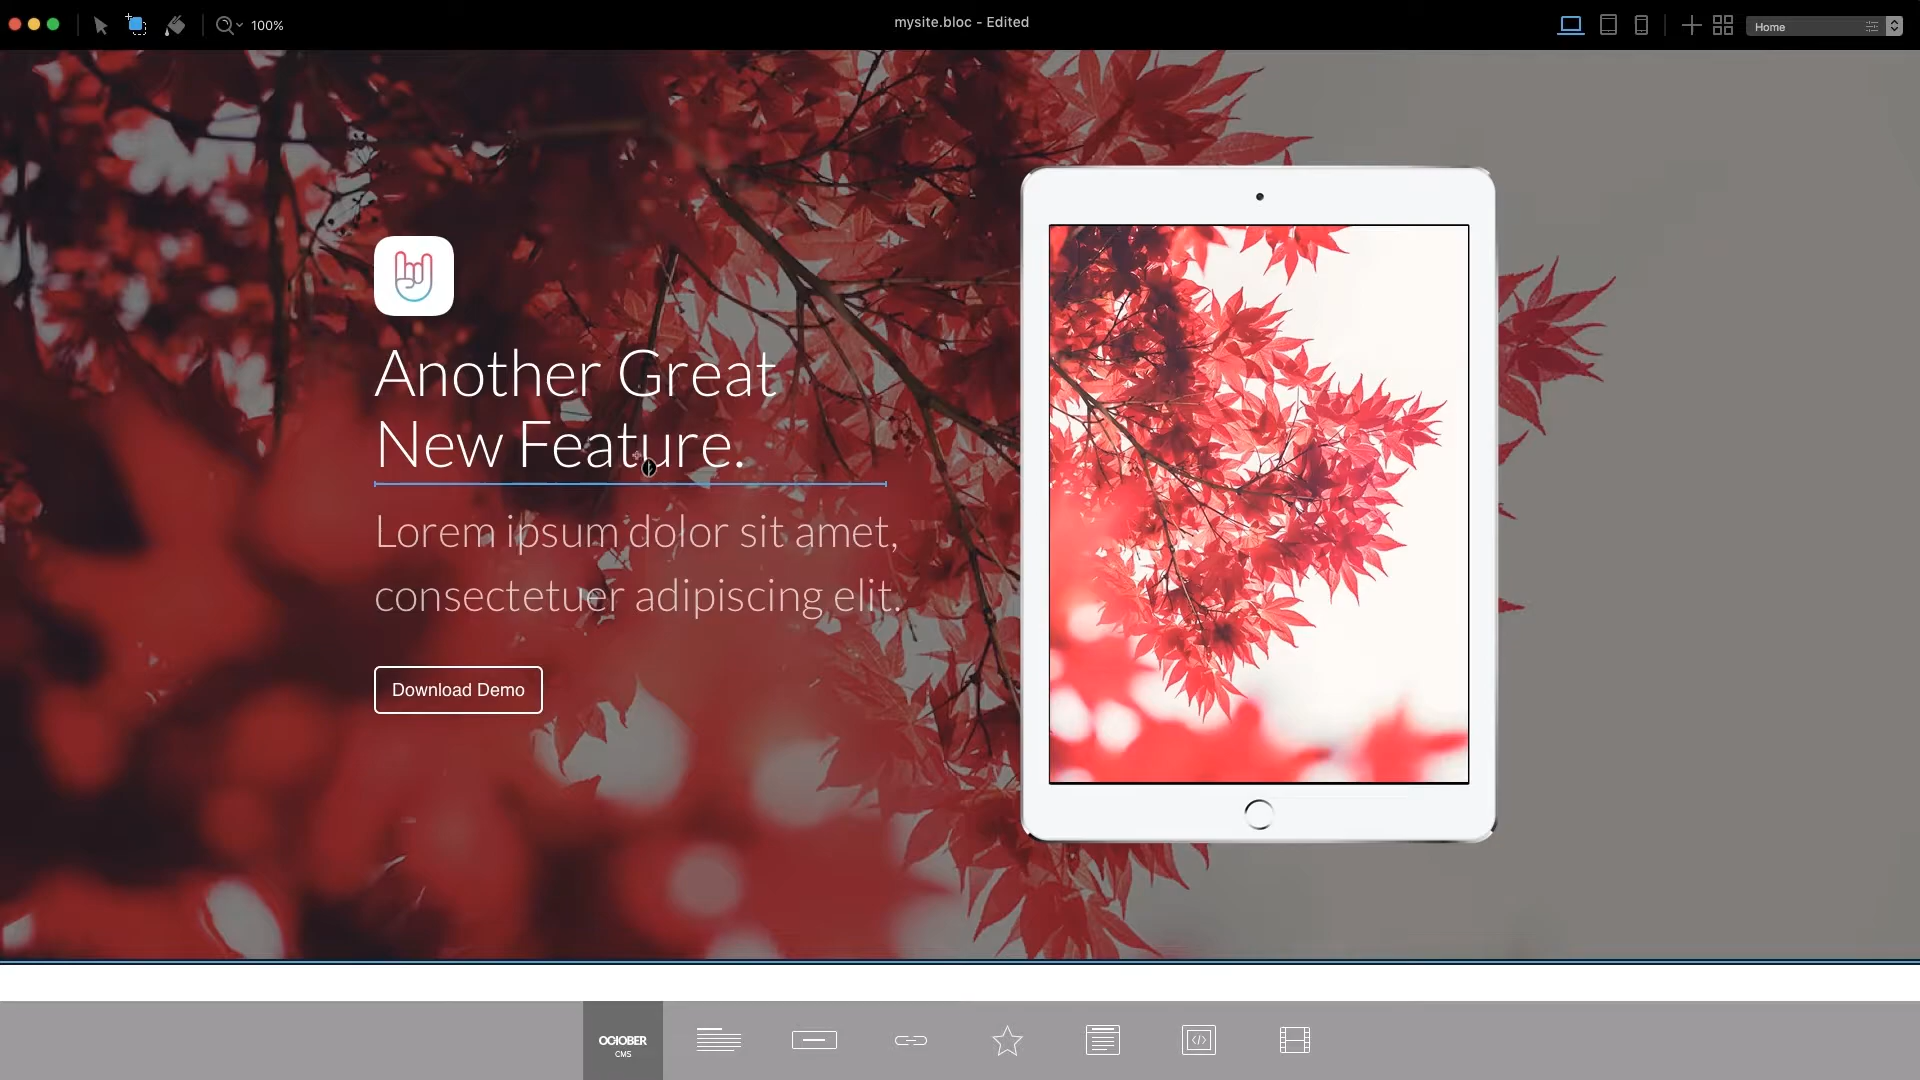 100%
mysite.bloc - Edited
Home
Another Great
New Feature.
Lorem ipsum dolor sit amet,
consectetuer adipiscing elit.
Download Demo
OCTOBER
CMS